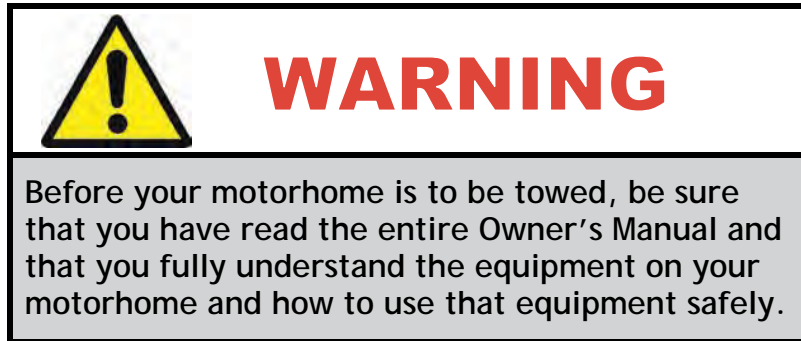 WARNING
Before your motorhome is to be towed, be sure
that you have read the entire Owner’s Manual and
that you fully understand the equipment on your
motorhome and how to use that equipment safely.